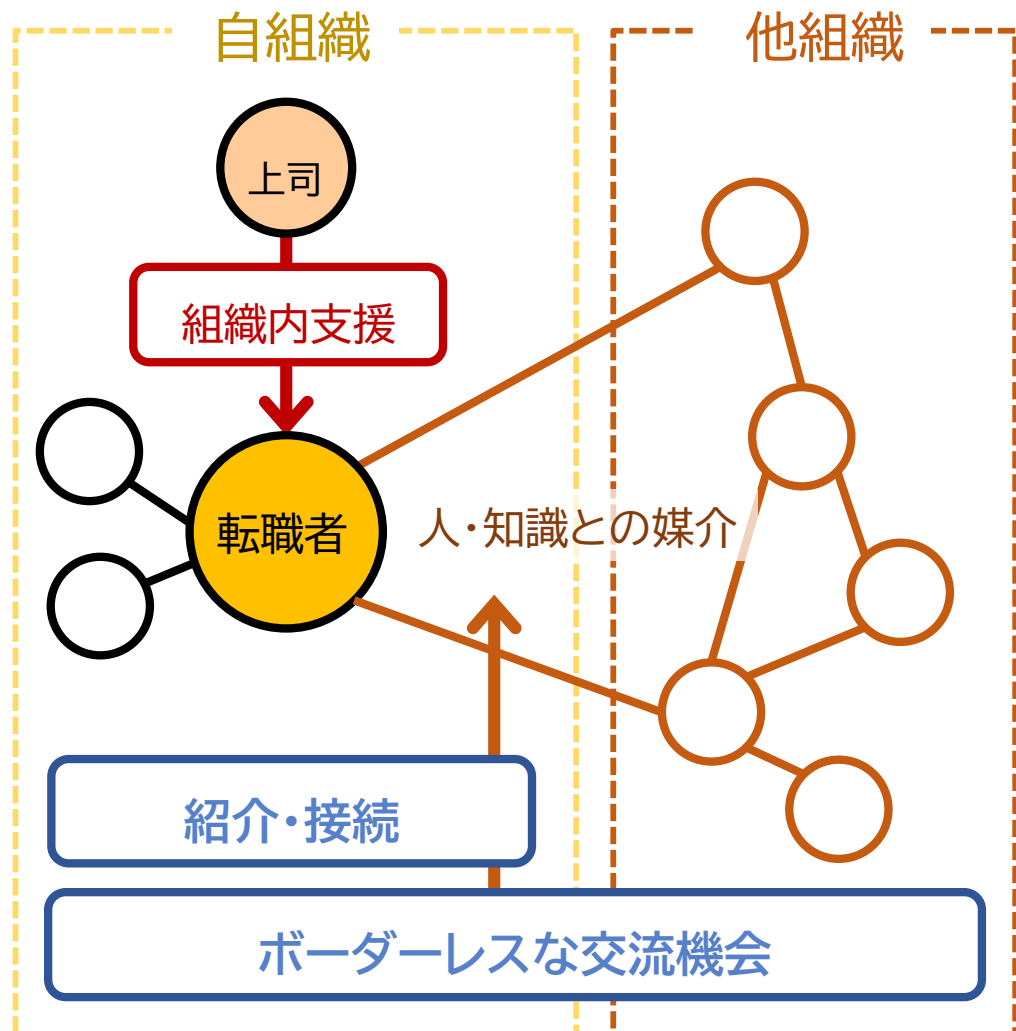 自組織
他組織
上司
組織内支援
転職者
人・知識との媒介
紹介・接続
ボーダーレスな交流機会